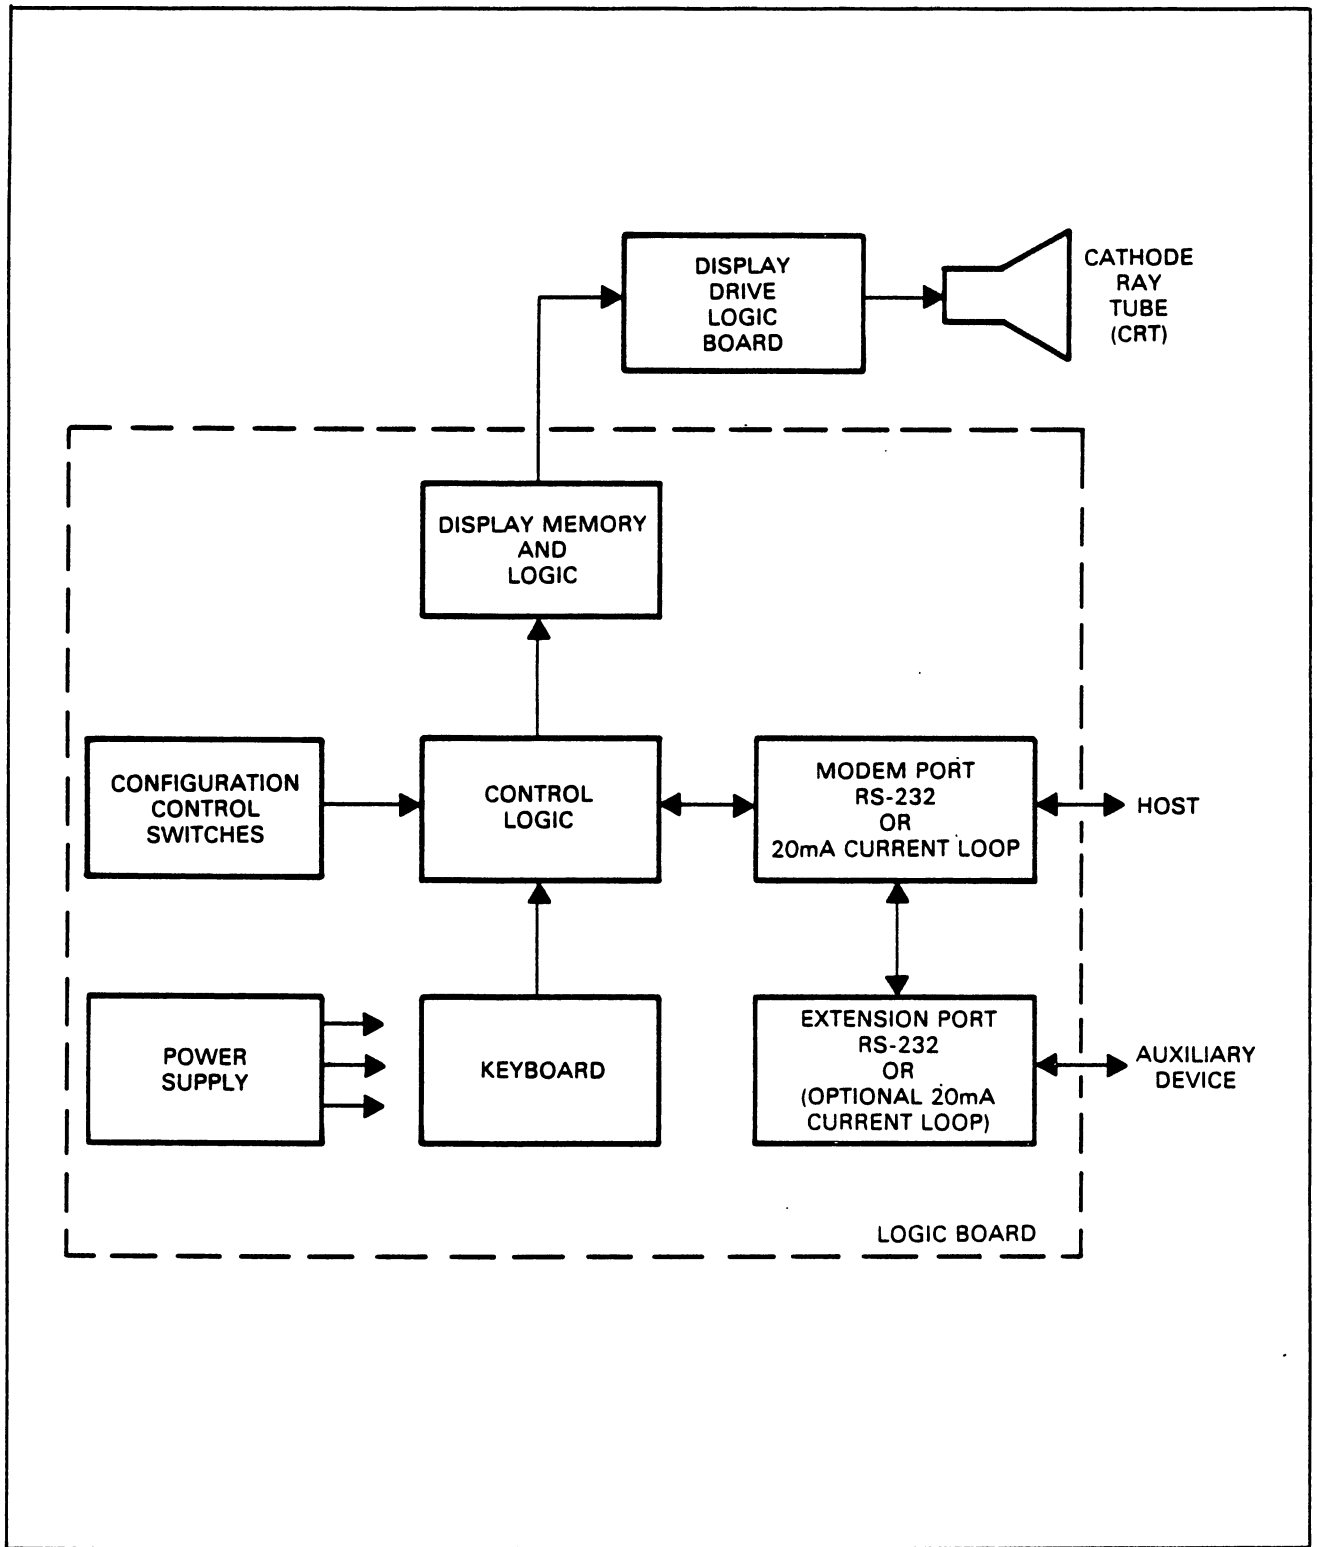 DISPLAY
DRIVE
LOGIC
BOARD
CATHODE
RAY
TUBE
(CRT)
DISPLAY MEMORY
AND
LOGIC
CONFIGURATION
CONTROL
SWITCHES
CONTROL
LOGIC
MODEM PORT
RS-232
OR
20mA CURRENT LOOP
HOST
POWER
SUPPLY
KEYBOARD
EXTENSION PORT
RS-232
OR
(OPTIONAL 20mA
CURRENT LOOP)
AUXILIARY
DEVICE
LOGIC BOARD